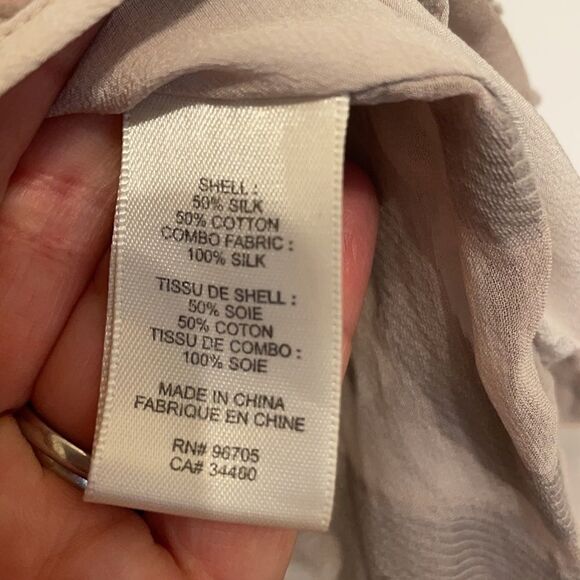 SHELL :
50% SILK
50% COTTON
COMBO FABRIC :
100% SILK
TISSU DE SHELL :
50% SOIE
50% COTON
TISSU DE COMBO :
100% SOIE
MADE IN CHINA
FABRIQUE EN CHINE
RN# 96705
CA# 34480